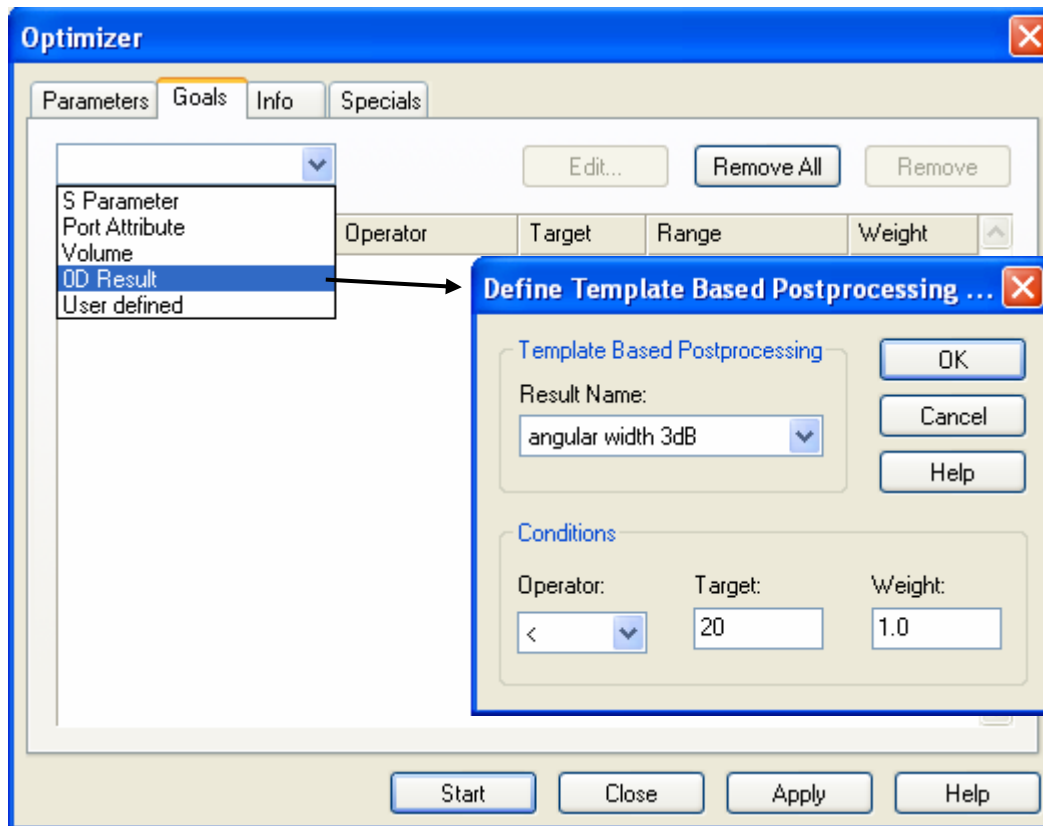 Optimizer
Parameters Goals Info Specials
Edit... Remove All Remove
S Parameter
Port Attribute
Volume
0D Result
User defined
Operator Target Range Weight
Define Template Based Postprocessing ...
Template Based Postprocessing
Result Name:
angular width 3dB
OK
Cancel
Help
Conditions
Operator: Target: Weight:
< 20 1.0
Start Close Apply Help